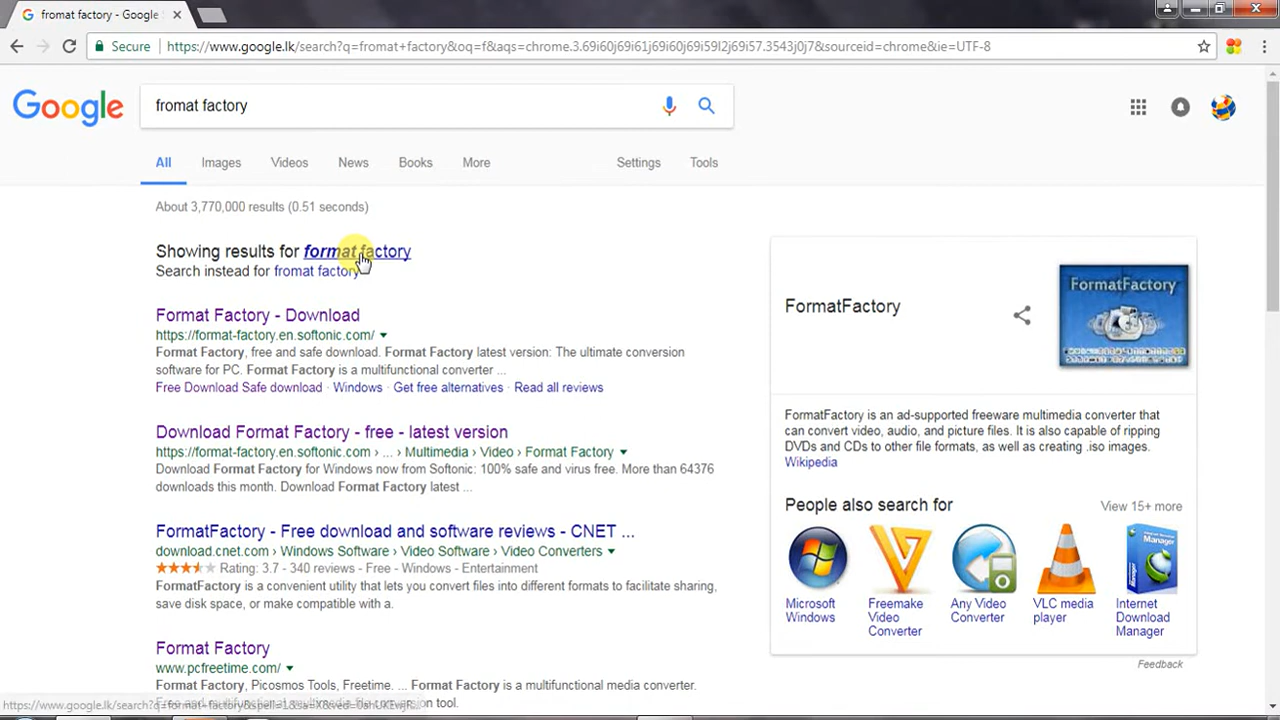 fromat factory - Google
Secure
https://www.google.lk/search?q=fromat+factory&oq=f&aqs=chrome.3.69i60j69i61j69i60j69i59l2j69i57.3543j0j7&sourceid=chrome&ie=UTF-8
Google
fromat factory
All Images Videos News Books More Settings Tools
About 3,770,000 results (0.51 seconds)
Showing results for format factory
Search instead for fromat factory
Format Factory - Download
https://format-factory.en.softonic.com/
Format Factory, free and safe download. Format Factory latest version: The ultimate conversion
software for PC. Format Factory is a multifunctional converter ...
Free Download Safe download · Windows · Get free alternatives · Read all reviews
Download Format Factory - free - latest version
https://format-factory.en.softonic.com › ... › Multimedia › Video › Format Factory
Download Format Factory for Windows now from Softonic: 100% safe and virus free. More than 64376
downloads this month. Download Format Factory latest ...
FormatFactory - Free download and software reviews - CNET ...
download.cnet.com › Windows Software › Video Software › Video Converters
Rating: 3.7 - 340 reviews - Free - Windows - Entertainment
FormatFactory is a convenient utility that lets you convert files into different formats to facilitate sharing,
save disk space, or make compatible with a.
Format Factory
www.pcfreetime.com/
Format Factory, Picosmos Tools, Freetime. ... Format Factory is a multifunctional media converter.
FormatFactory
FormatFactory
FormatFactory is an ad-supported freeware multimedia converter that
can convert video, audio, and picture files. It is also capable of ripping
DVDs and CDs to other file formats, as well as creating .iso images.
Wikipedia
People also search for
View 15+ more
Microsoft
Windows
Freemake
Video
Converter
Any Video
Converter
VLC media
player
Internet
Download
Manager
Feedback